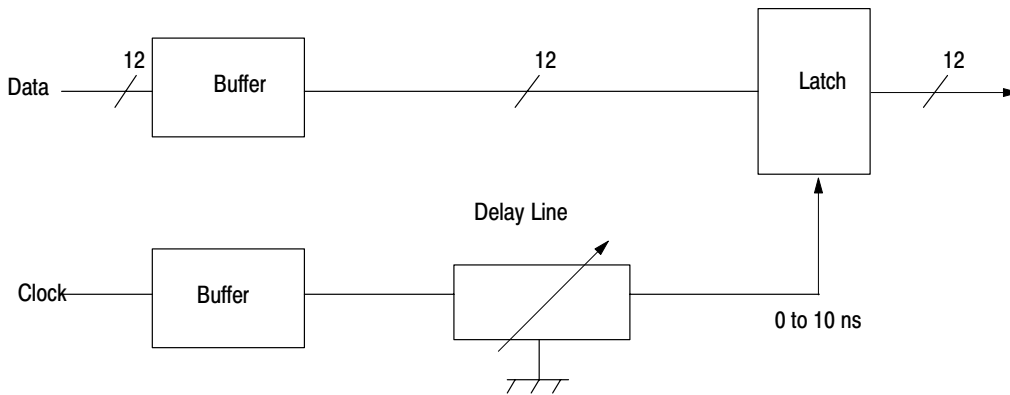 12
12
12
Data
Buffer
Latch
Delay Line
Clock
Buffer
0 to 10 ns